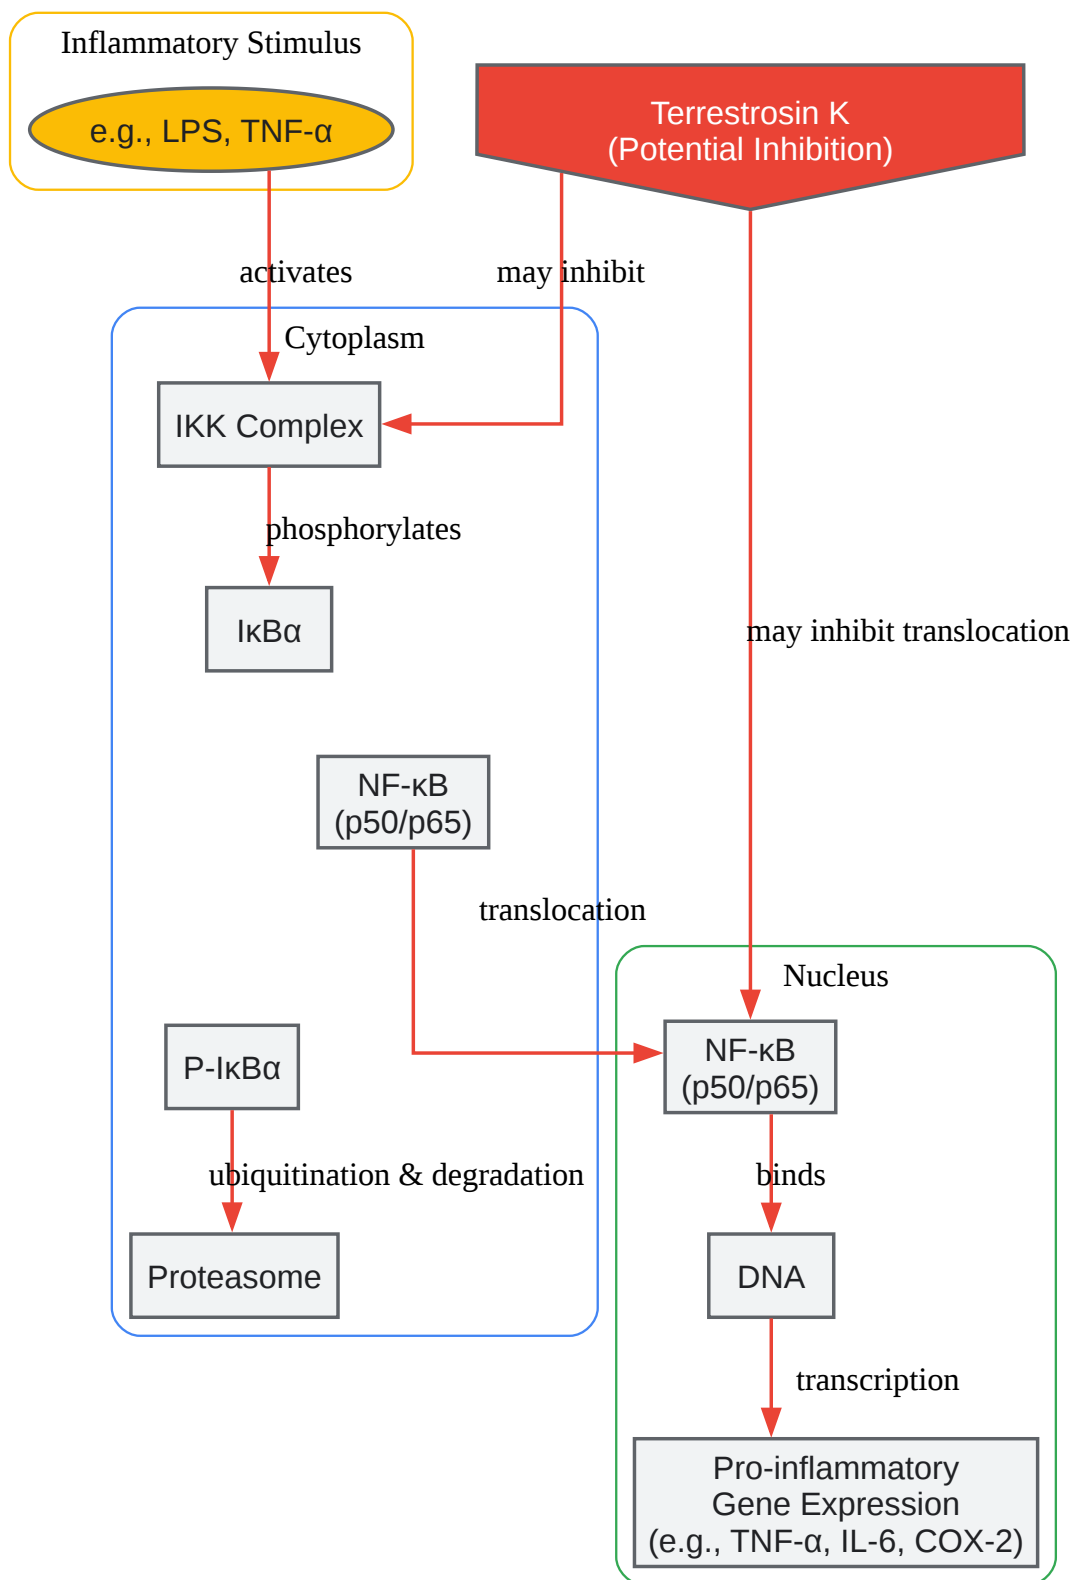 Inflammatory Stimulus
e.g., LPS, TNF-α
Terrestrosin K
(Potential Inhibition)
activates
may inhibit
Cytoplasm
IKK Complex
phosphorylates
IκBα
may inhibit translocation
NF-κB
(p50/p65)
translocation
Nucleus
NF-κB
(p50/p65)
P-IκBα
ubiquitination & degradation
binds
Proteasome
DNA
transcription
Pro-inflammatory
Gene Expression
(e.g., TNF-α, IL-6, COX-2)